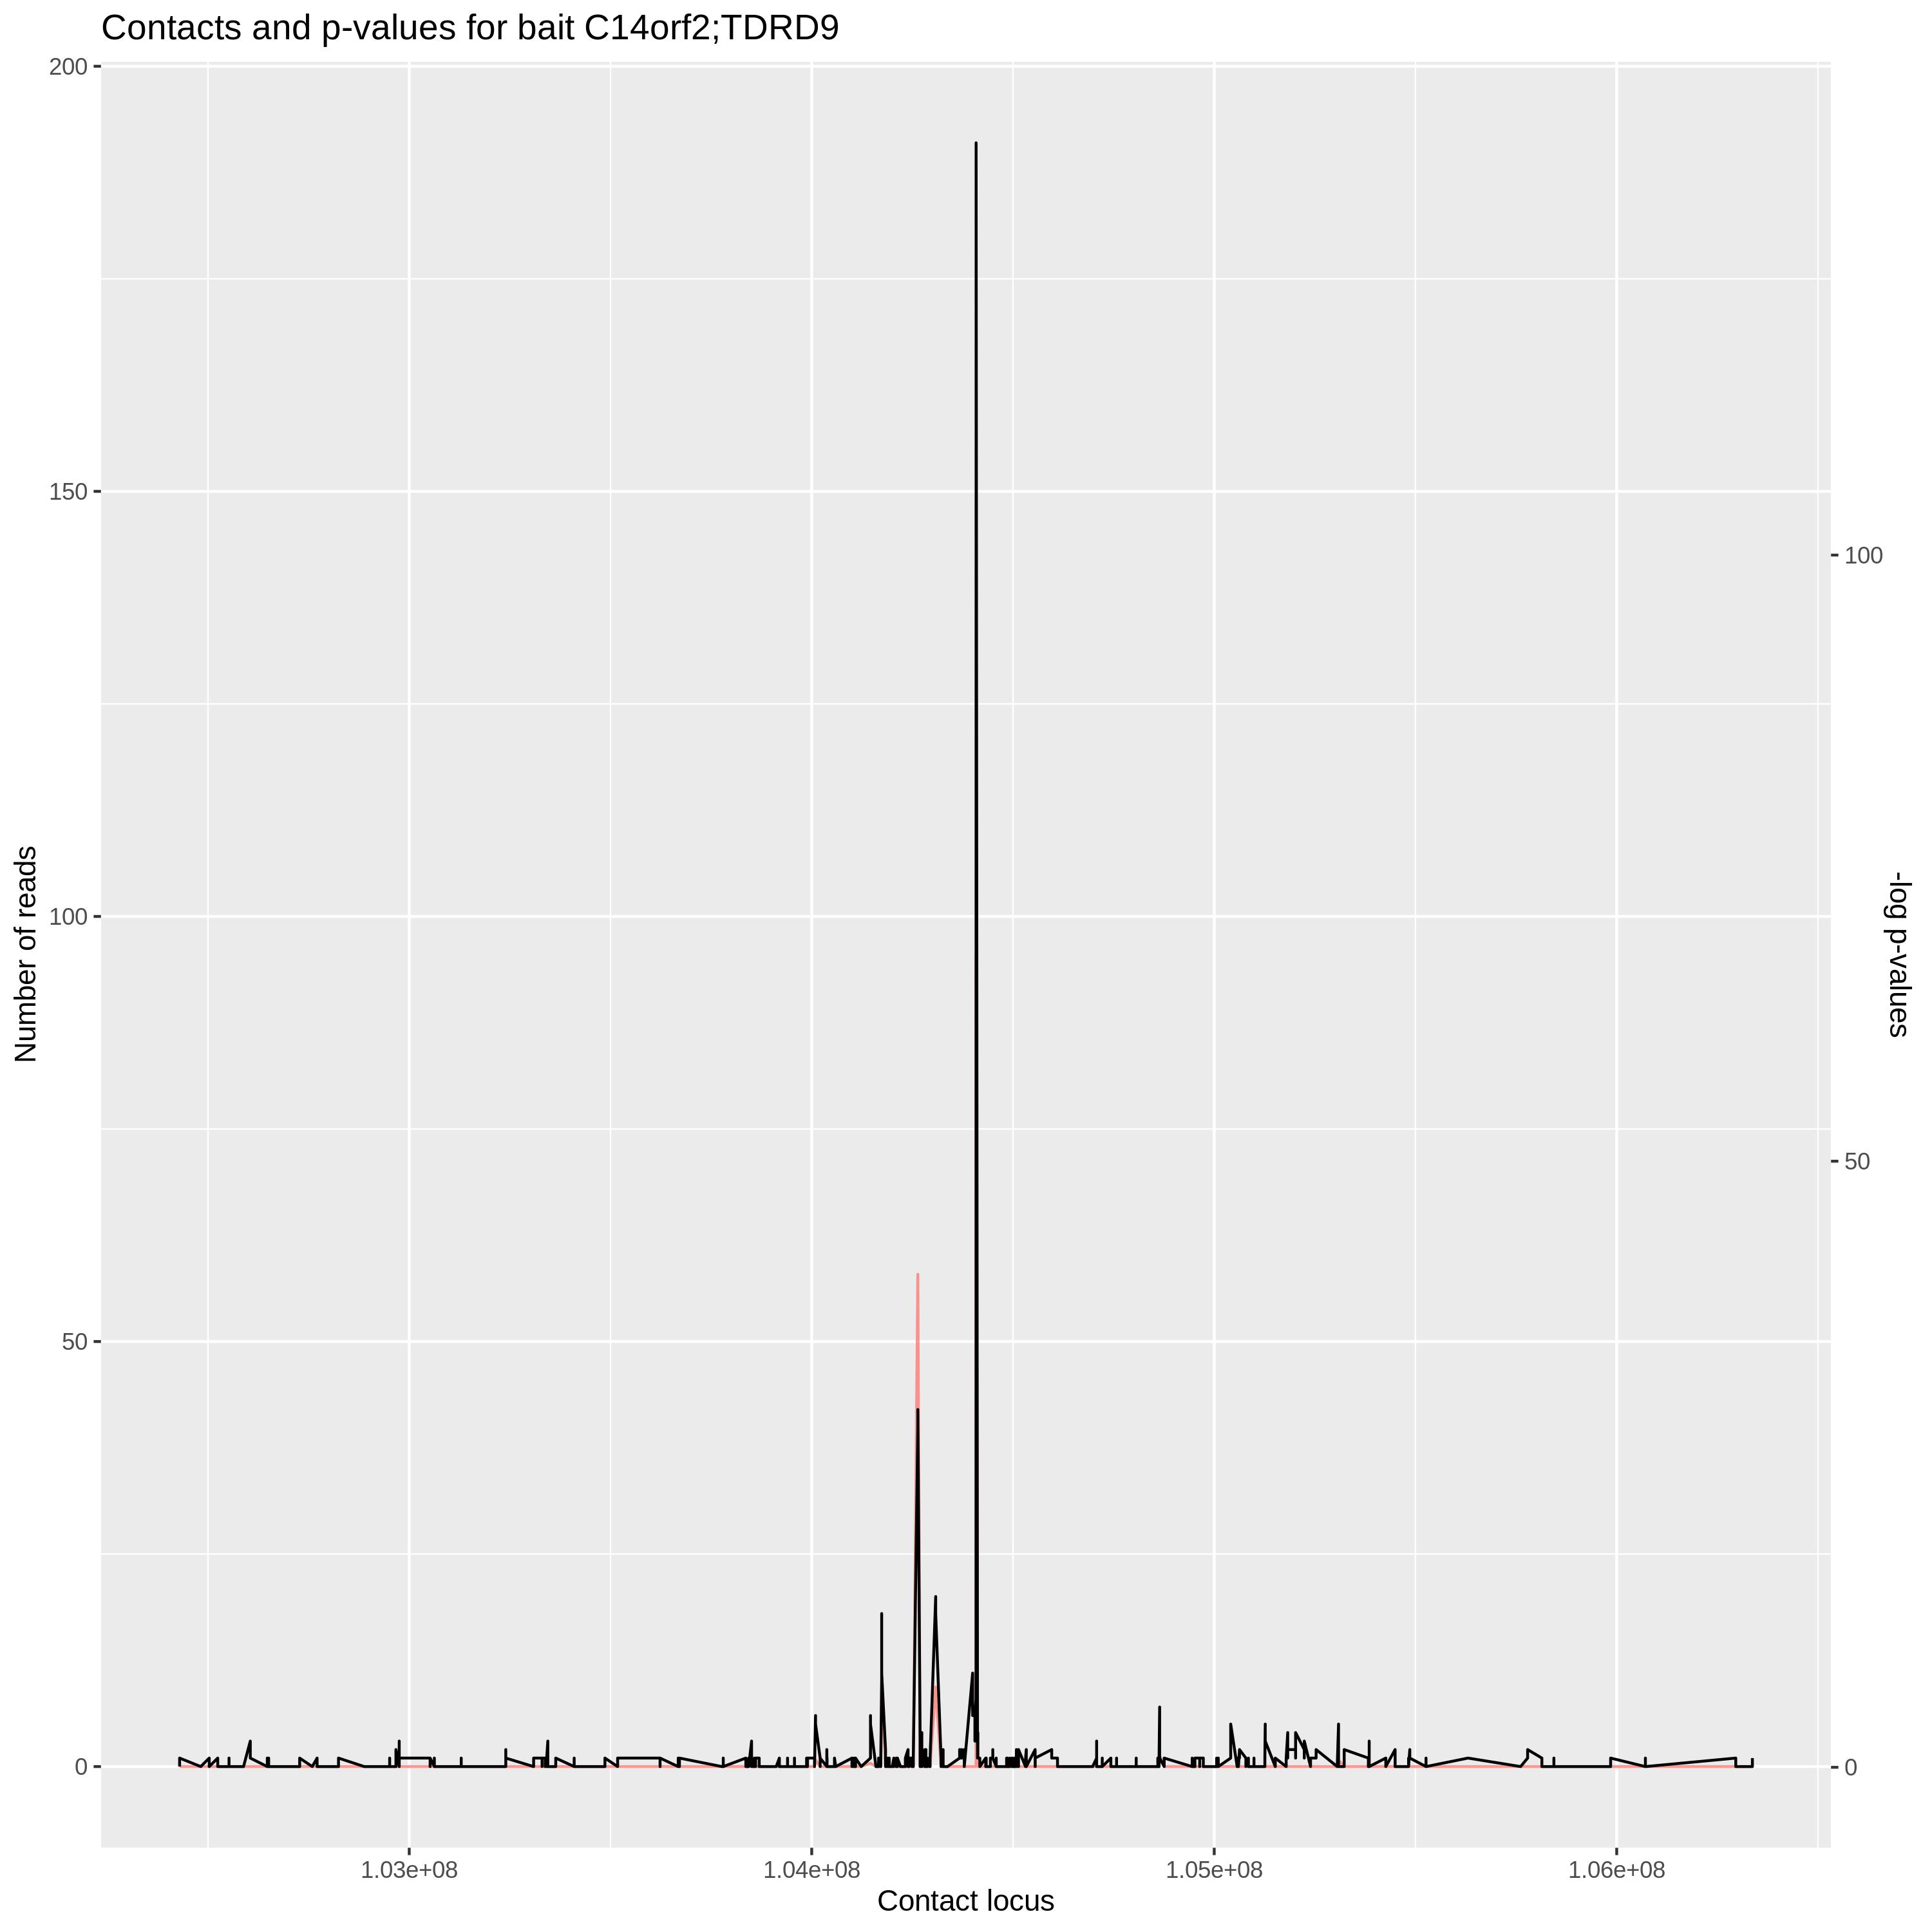 Contacts and p-values for bait C14orf2;TDRD9
200
150
100
50
0
Number of reads
100
50
0
-log p-values
1.03e+08
1.04e+08
1.05e+08
1.06e+08
Contact locus